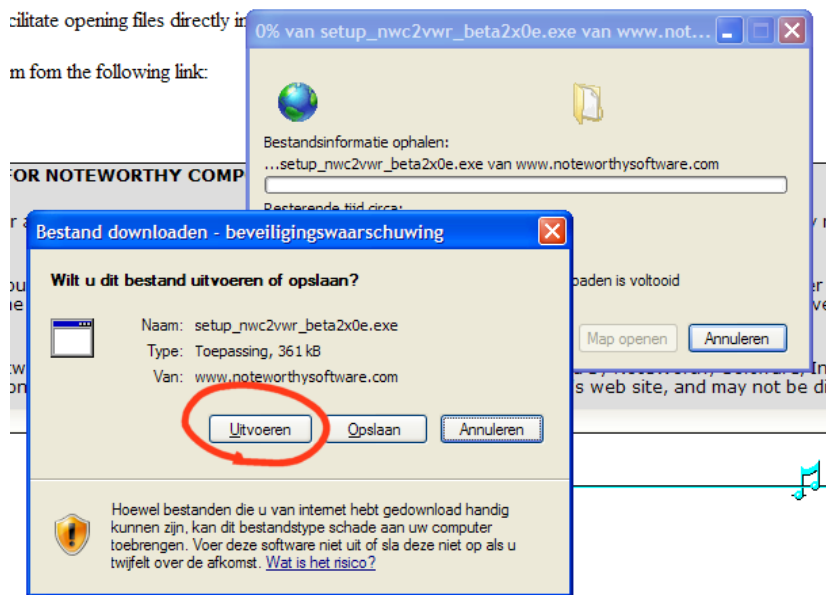 cilitate opening files directly in
m fom the following link:
FOR NOTEWORTHY COMP
0% van setup_nwc2vwr_beta2x0e.exe van www.not...
Bestandsinformatie ophalen:
...setup_nwc2vwr_beta2x0e.exe van www.noteworthysoftware.com
Resterende tijd circa:
aden is voltooid
Map openen
Annuleren
s web site, and may not be di
Bestand downloaden - beveiligingswaarschuwing
Wilt u dit bestand uitvoeren of opslaan?
Naam: setup_nwc2vwr_beta2x0e.exe
Type: Toepassing, 361 kB
Van: www.noteworthysoftware.com
Uitvoeren Opslaan Annuleren
Hoewel bestanden die u van internet hebt gedownload handig
kunnen zijn, kan dit bestandstype schade aan uw computer
toebrengen. Voer deze software niet uit of sla deze niet op als u
twijfelt over de afkomst. Wat is het risico?